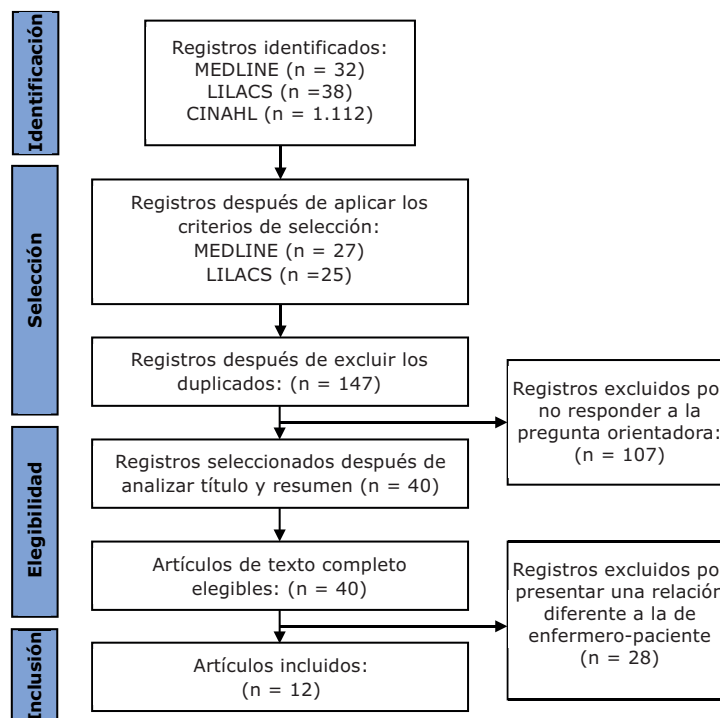 Identificación
Registros identificados:
MEDLINE (n = 32)
LILACS (n =38)
CINAHL (n = 1.112)
Selección
Registros después de aplicar los
criterios de selección:
MEDLINE (n = 27)
LILACS (n =25)
Registros después de excluir los
duplicados: (n = 147)
Registros excluidos po
no responder a la
pregunta orientadora:
(n = 107)
Elegibilidad
Registros seleccionados después de
analizar título y resumen (n = 40)
Artículos de texto completo
elegibles: (n = 40)
Registros excluidos po
presentar una relación
diferente a la de
enfermero-paciente
(n = 28)
Inclusión
Artículos incluidos:
(n = 12)